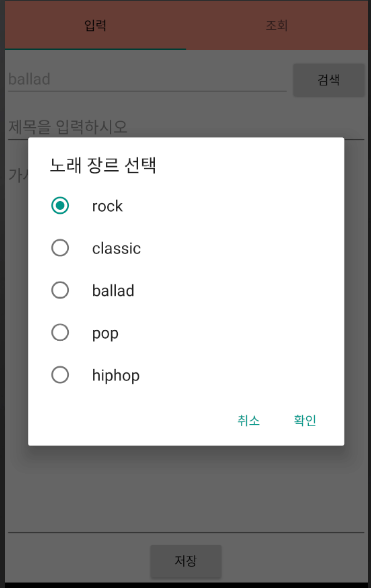 입력 조회
ballad 검색
제목을 입력하시오
가사
노래 장르 선택
rock
classic
ballad
pop
hiphop
취소 확인
저장